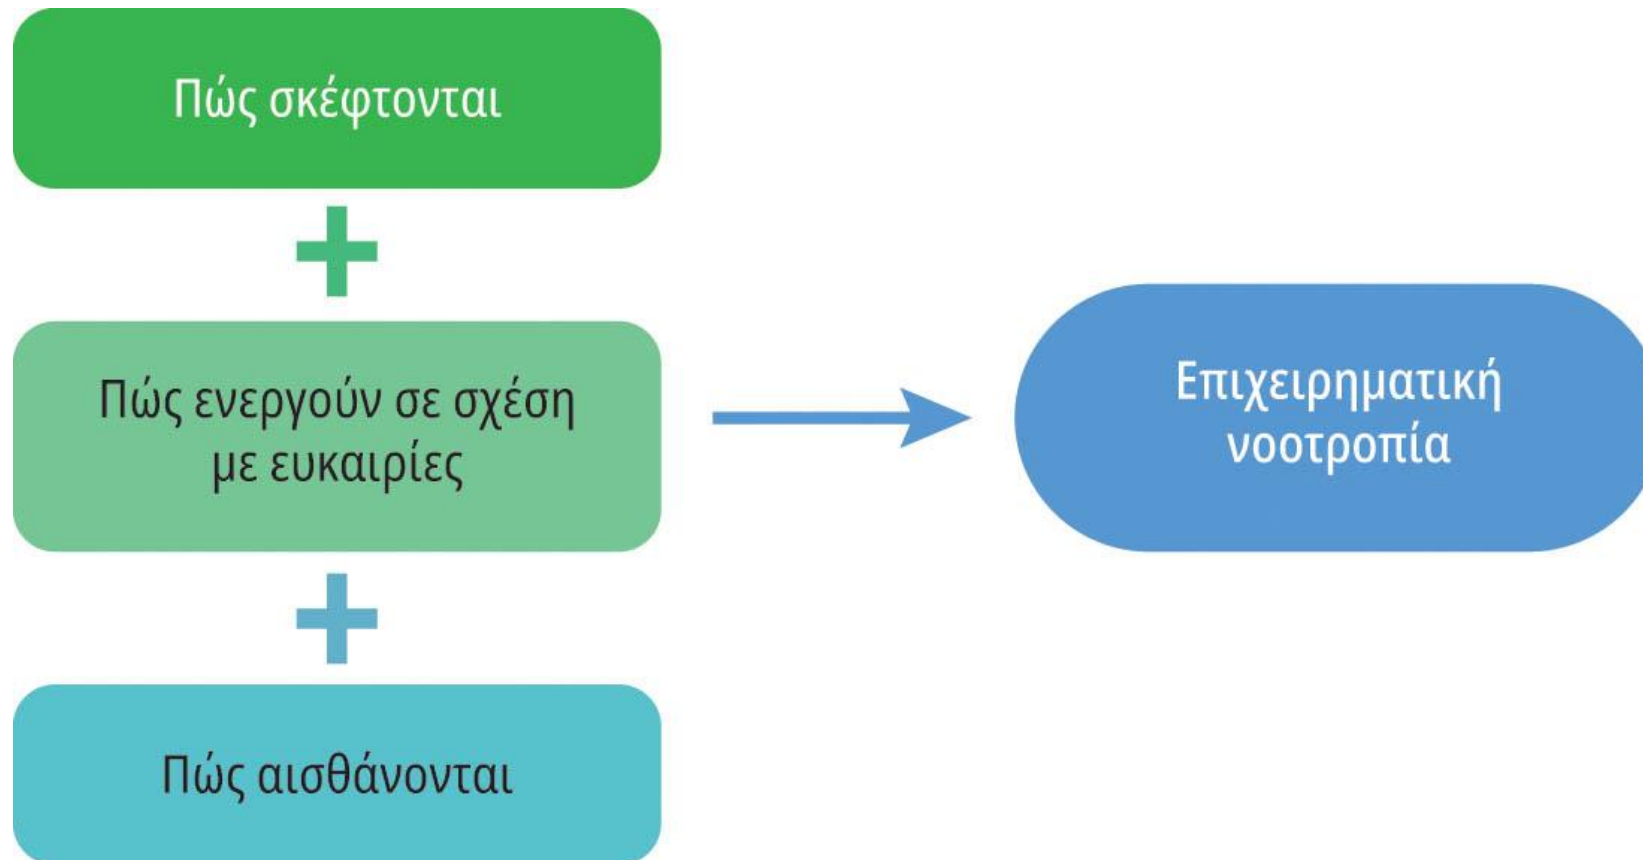 Πώς σκέφτονται
Πώς ενεργούν σε σχέση
με ευκαιρίες
Πώς αισθάνονται
Επιχειρηματική
νοοτροπία